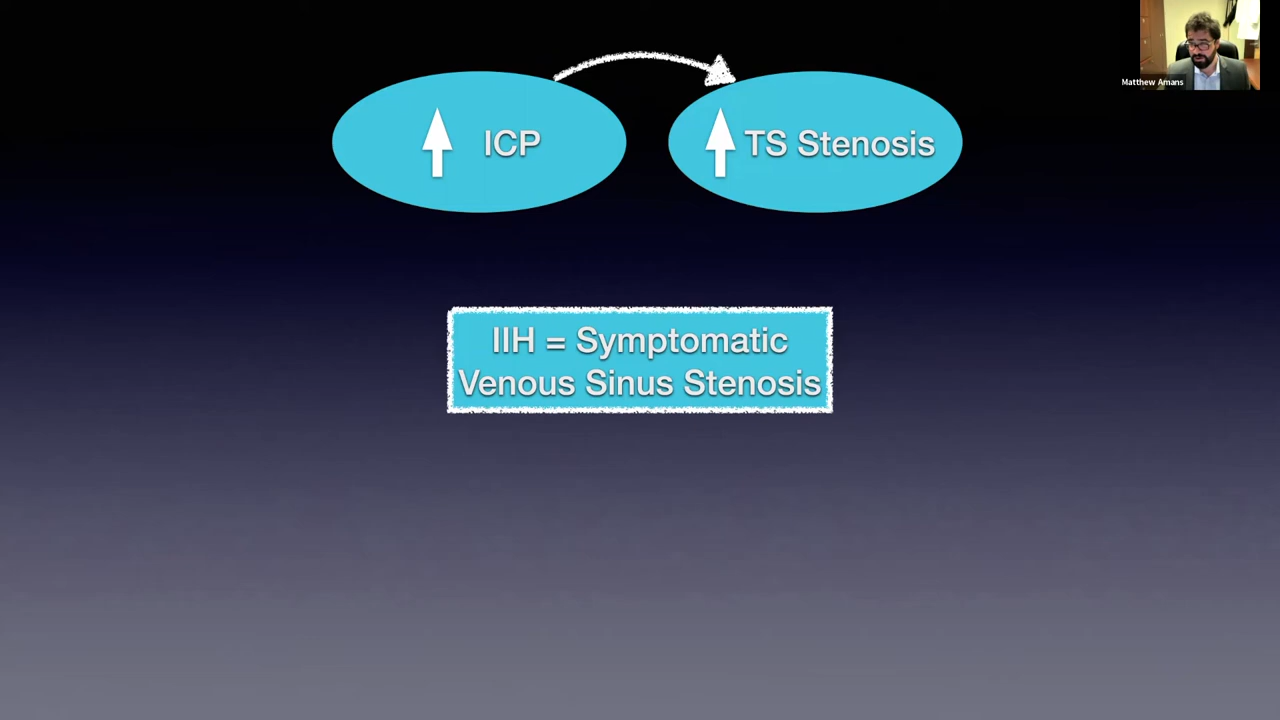 Matthew Amans
ICP
TS Stenosis
IIH = Symptomatic
Venous Sinus Stenosis